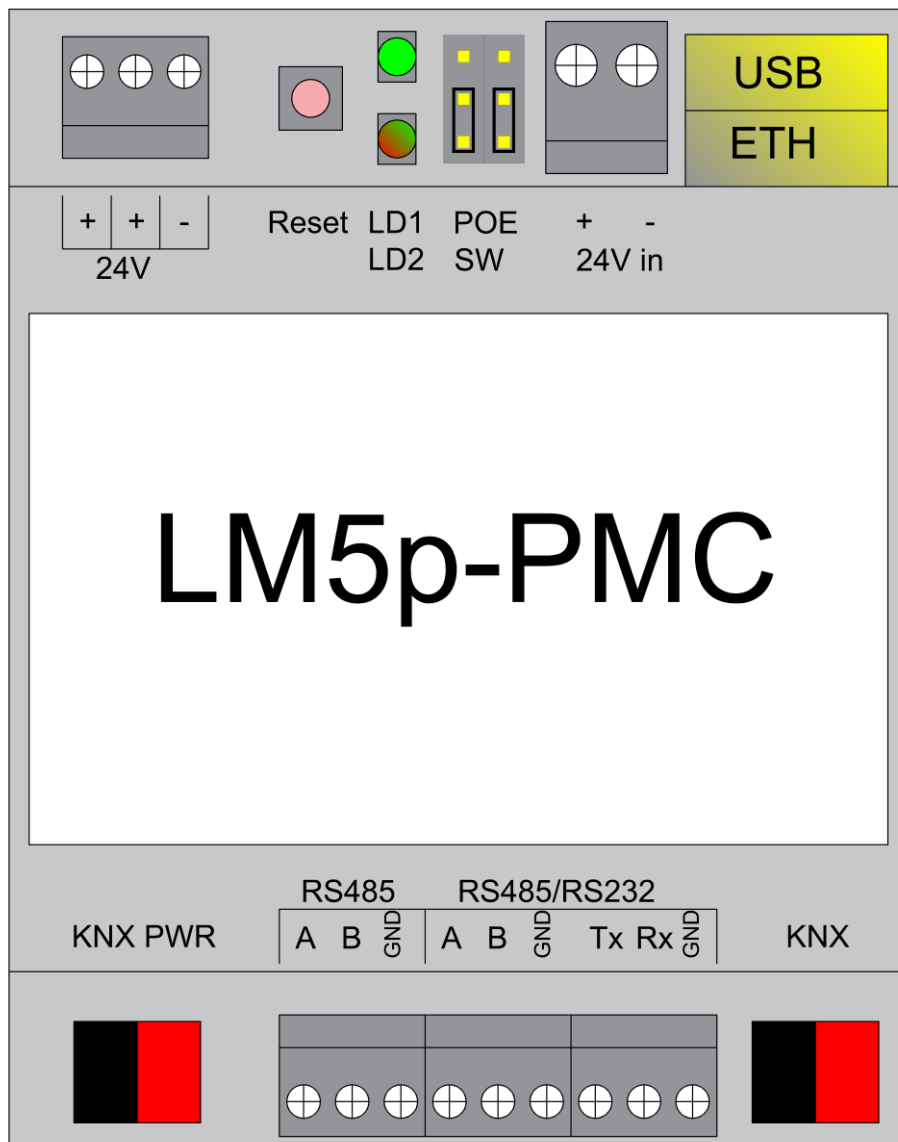 USB
ETH
+ + -
24V
Reset LD1 POE + -
LD2 SW 24V in
LM5p-PMC
RS485 RS485/RS232
KNX PWR A B GND A B GND Tx Rx GND KNX